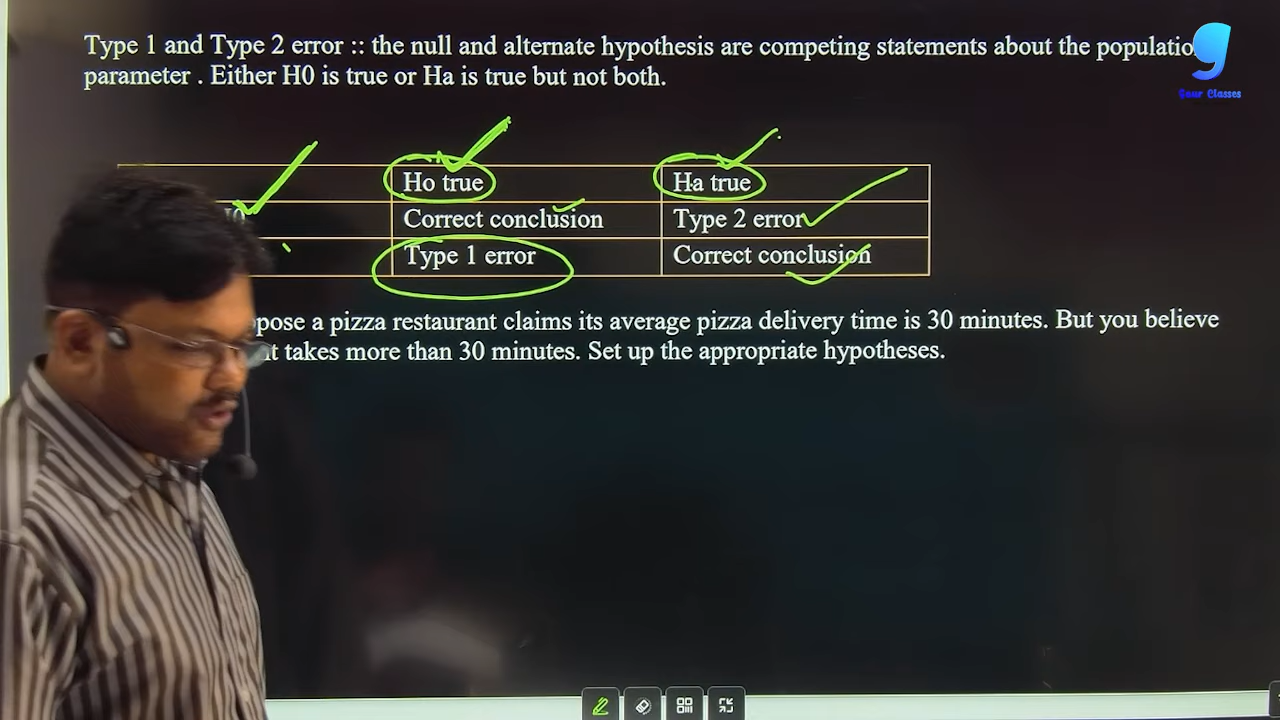 Type 1 and Type 2 error :: the null and alternate hypothesis are competing statements about the populatio
parameter . Either H0 is true or Ha is true but not both.
Gour Classes
Ho true Ha true
Correct conclusion Type 2 error
Type 1 error Correct conclusion
pose a pizza restaurant claims its average pizza delivery time is 30 minutes. But you believe
it takes more than 30 minutes. Set up the appropriate hypotheses.